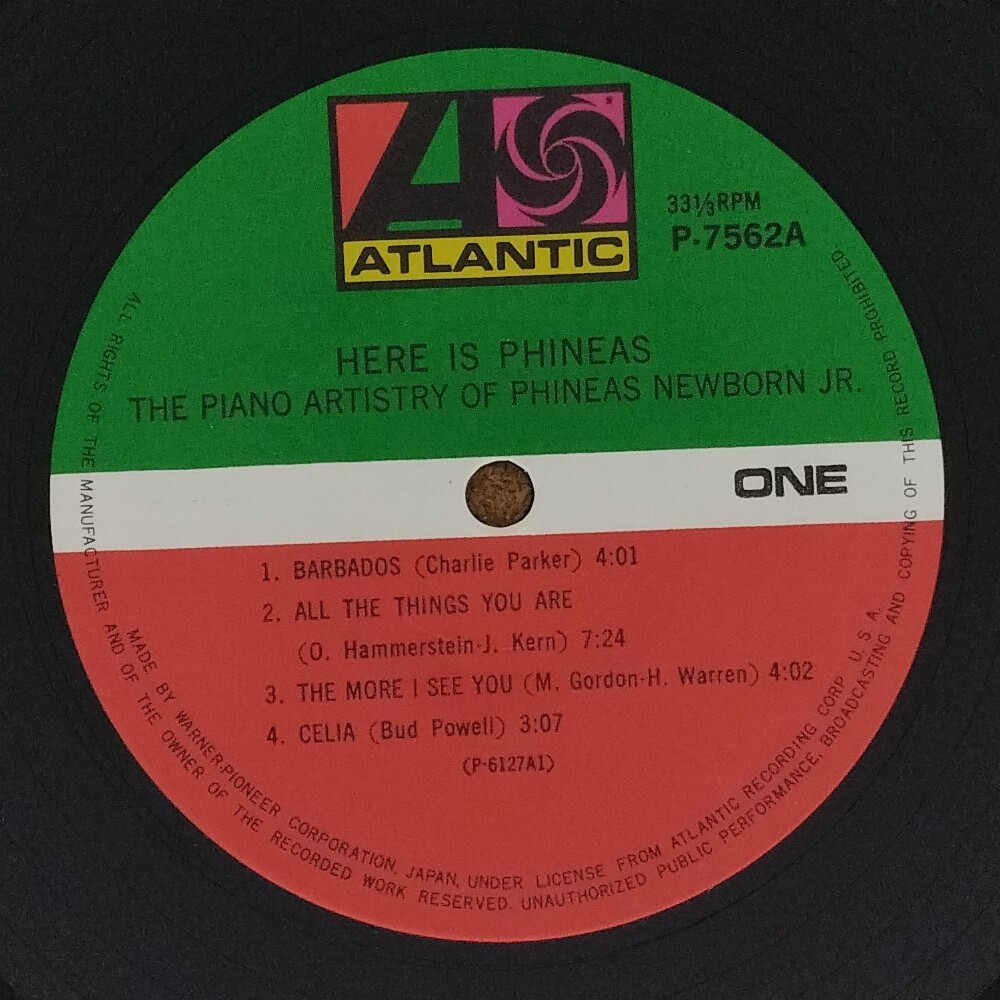 ATLANTIC
33⅓RPM
P-7562A
HERE IS PHINEAS
THE PIANO ARTISTRY OF PHINEAS NEWBORN JR.
ONE
1. BARBADOS (Charlie Parker) 4:01
2. ALL THE THINGS YOU ARE
(O. Hammerstein-J. Kern) 7:24
3. THE MORE I SEE YOU (M. Gordon-H. Warren) 4:02
4. CELIA (Bud Powell) 3:07
(P-6127A1)
MADE BY WARNER-PIONEER CORPORATION, JAPAN, UNDER LICENSE FROM ATLANTIC RECORDING CORP U. S. A.
ALL RIGHTS OF THE MANUFACTURER AND OF THE OWNER OF THE RECORDED WORK RESERVED. UNAUTHORIZED PUBLIC PERFORMANCE, BROADCASTING AND COPYING OF THIS RECORD PROHIBITED